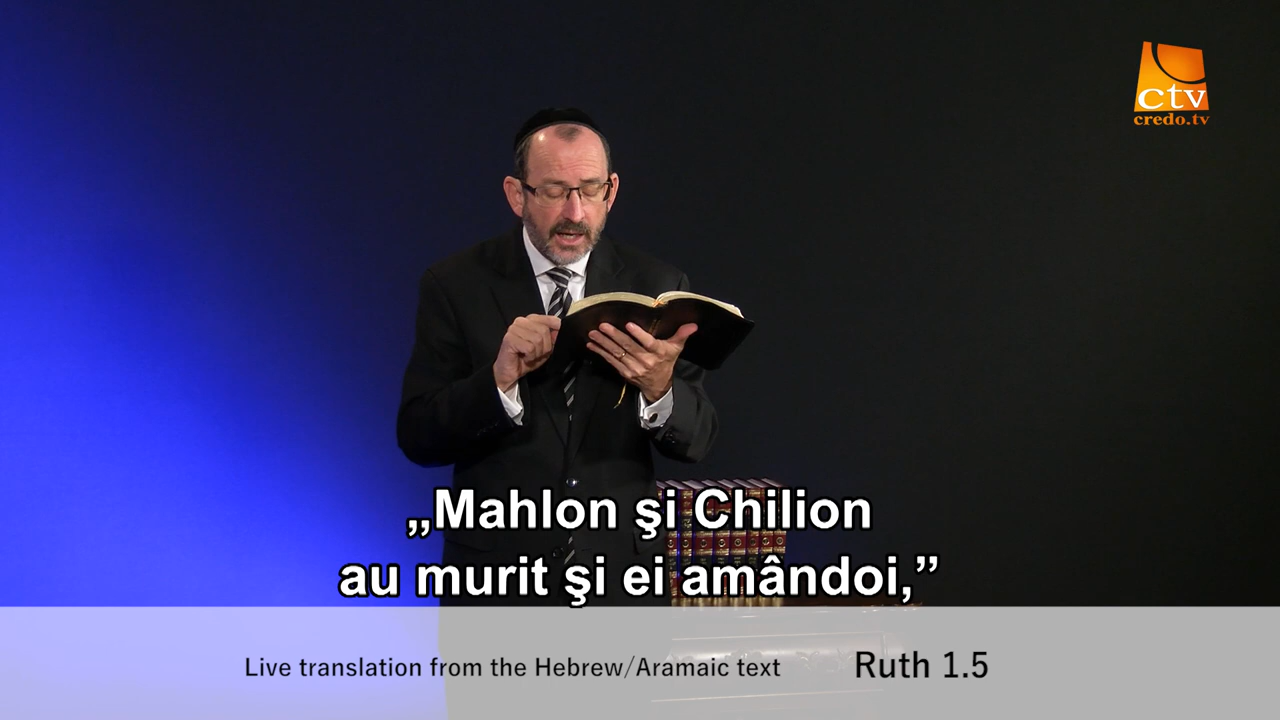 ctv
credo.tv
„Mahlon şi Chilion
au murit şi ei amândoi,”
Live translation from the Hebrew/Aramaic text Ruth 1.5